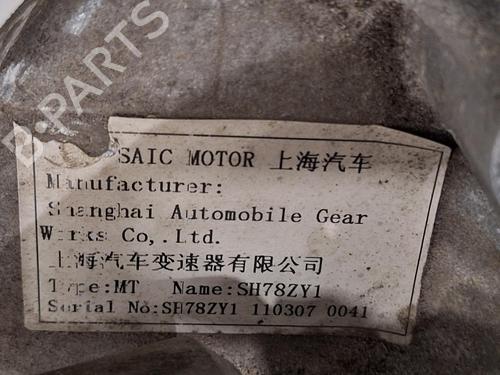 B-PARTS
SAIC MOTOR 上海汽车
Manufacturer:
Shanghai Automobile Gear
Works Co,.Ltd.
上海汽车变速器有限公司
Type:MT Name:SH78ZY1
Serial No:SH78ZY1 110307 0041